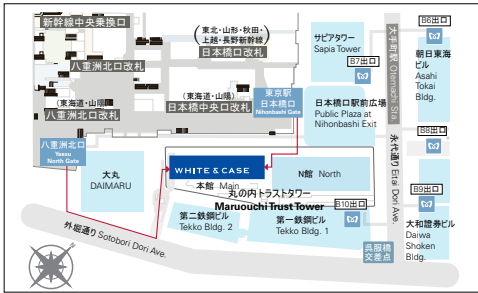 新幹線中央乗換口
八重洲北口改札
(東海道・山陽)
八重洲北口改札
(東北・山形・秋田・
上越・長野新幹線)
日本橋口改札
(東海道・山陽)
日本橋中央口改札
東京駅
日本橋口
Nihonbashi Gate
サピアタワー
Sapia Tower
B7出口
日本橋口駅前広場
Public Plaza at
Nihonbashi Exit
大手町駅 Otemachi Sta
永代通り Eitai Dori Ave.
B6出口
朝日東海
ビル
Asahi
Tokai
Bldg.
B8出口
B9出口
大和證券ビル
Daiwa
Shoken
Bldg.
八重洲北口
Yaesu
North Gate
大丸
DAIMARU
WHITE & CASE
本館 Main
N館 North
丸の内トラストタワー
Maruouchi Trust Tower
B10出口
第二鉄鋼ビル
Tekko Bldg. 2
第一鉄鋼ビル
Tekko Bldg. 1
呉服橋
交差点
外堀通り Sotobori Dori Ave.